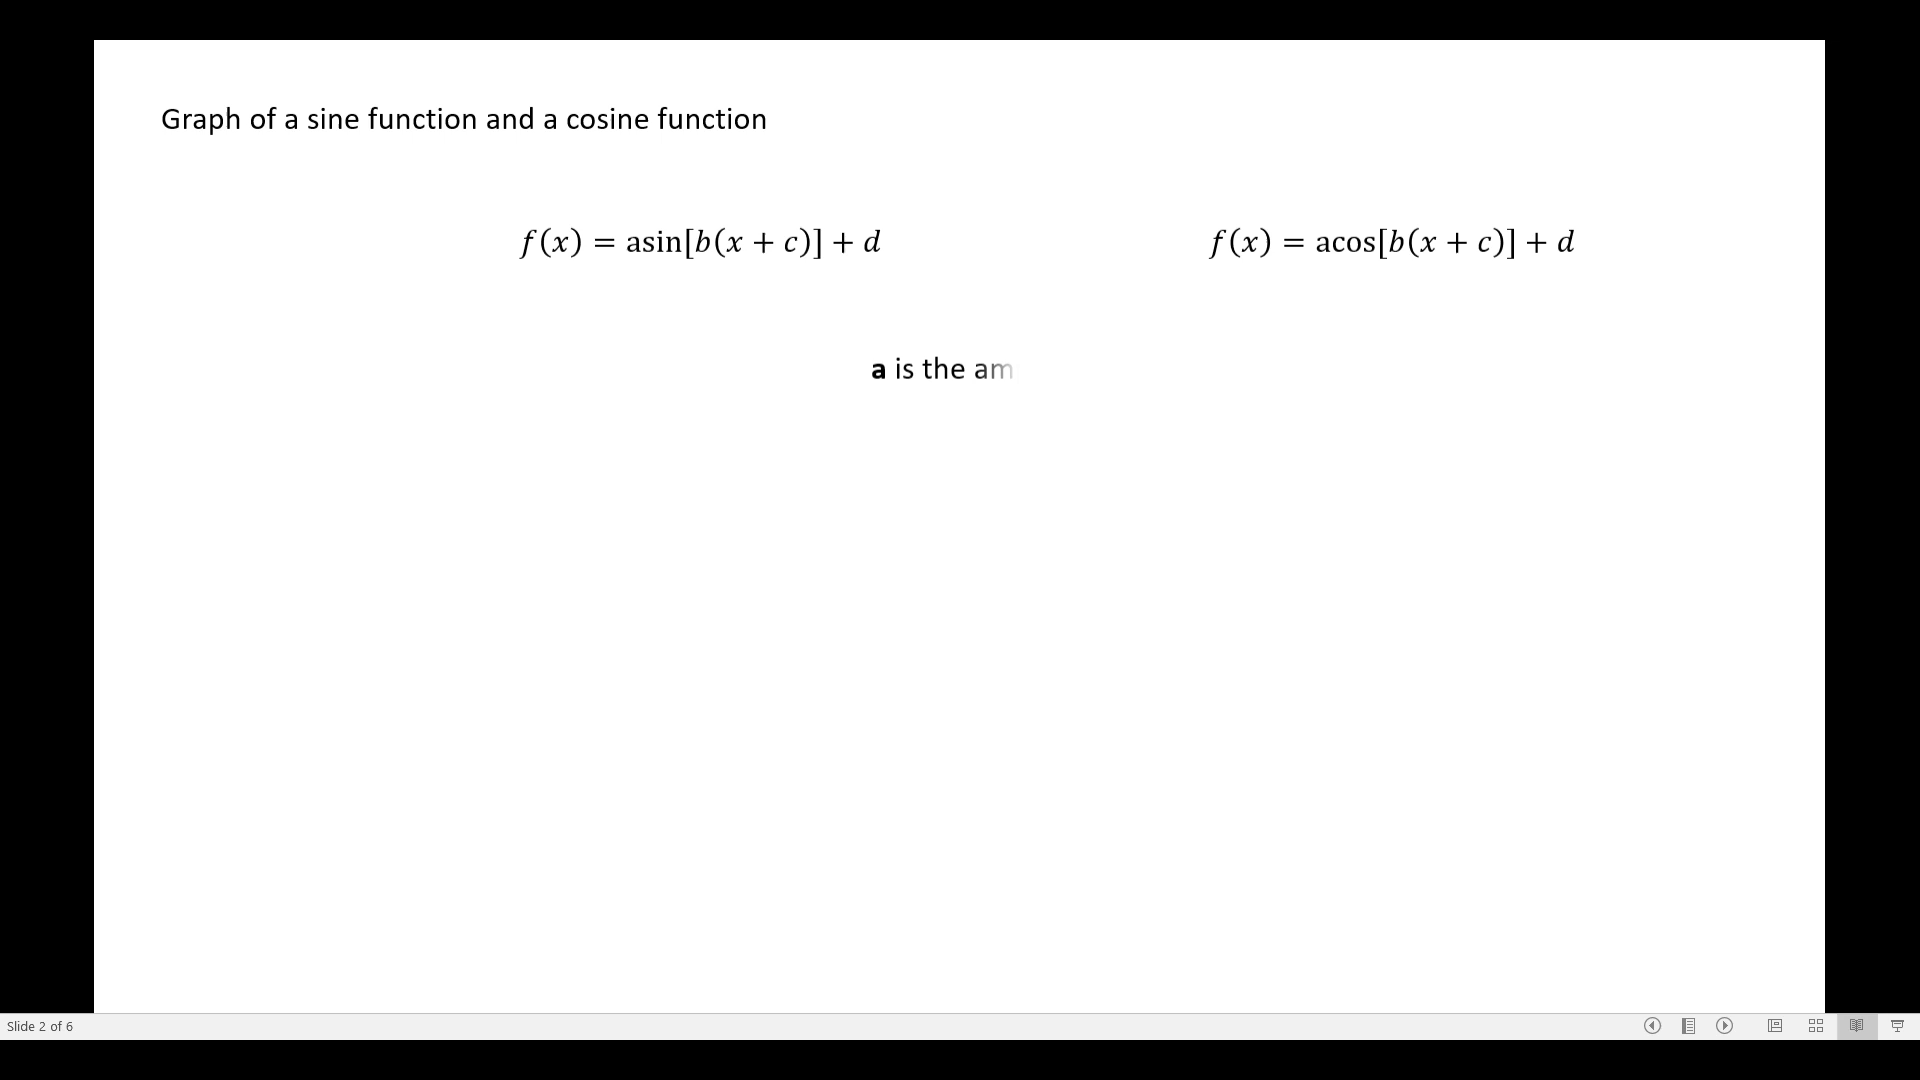 Graph of a sine function and a cosine function
f(x) = asin[b(x + c)] + d
f(x) = acos[b(x + c)] + d
a is the am
Slide 2 of 6